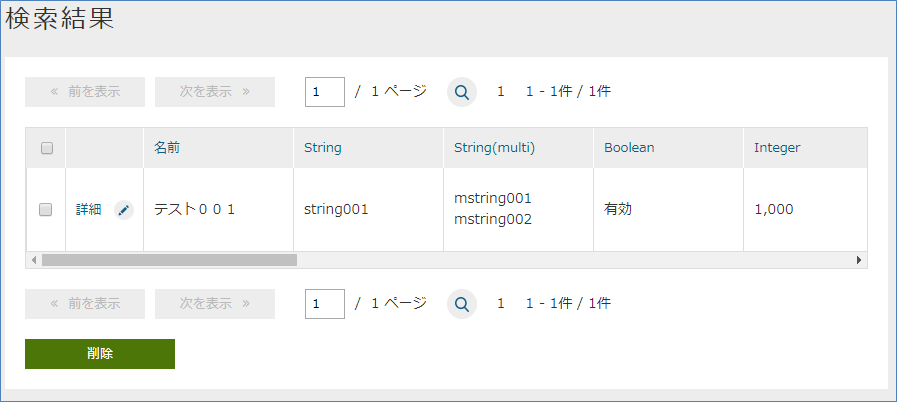 検索結果
« 前を表示 次を表示 » 1 / 1 ページ 1 1 - 1件 / 1件
名前 String String(multi) Boolean Integer
詳細 テスト００１ string001 mstring001 有効 1,000
mstring002
« 前を表示 次を表示 » 1 / 1 ページ 1 1 - 1件 / 1件
削除